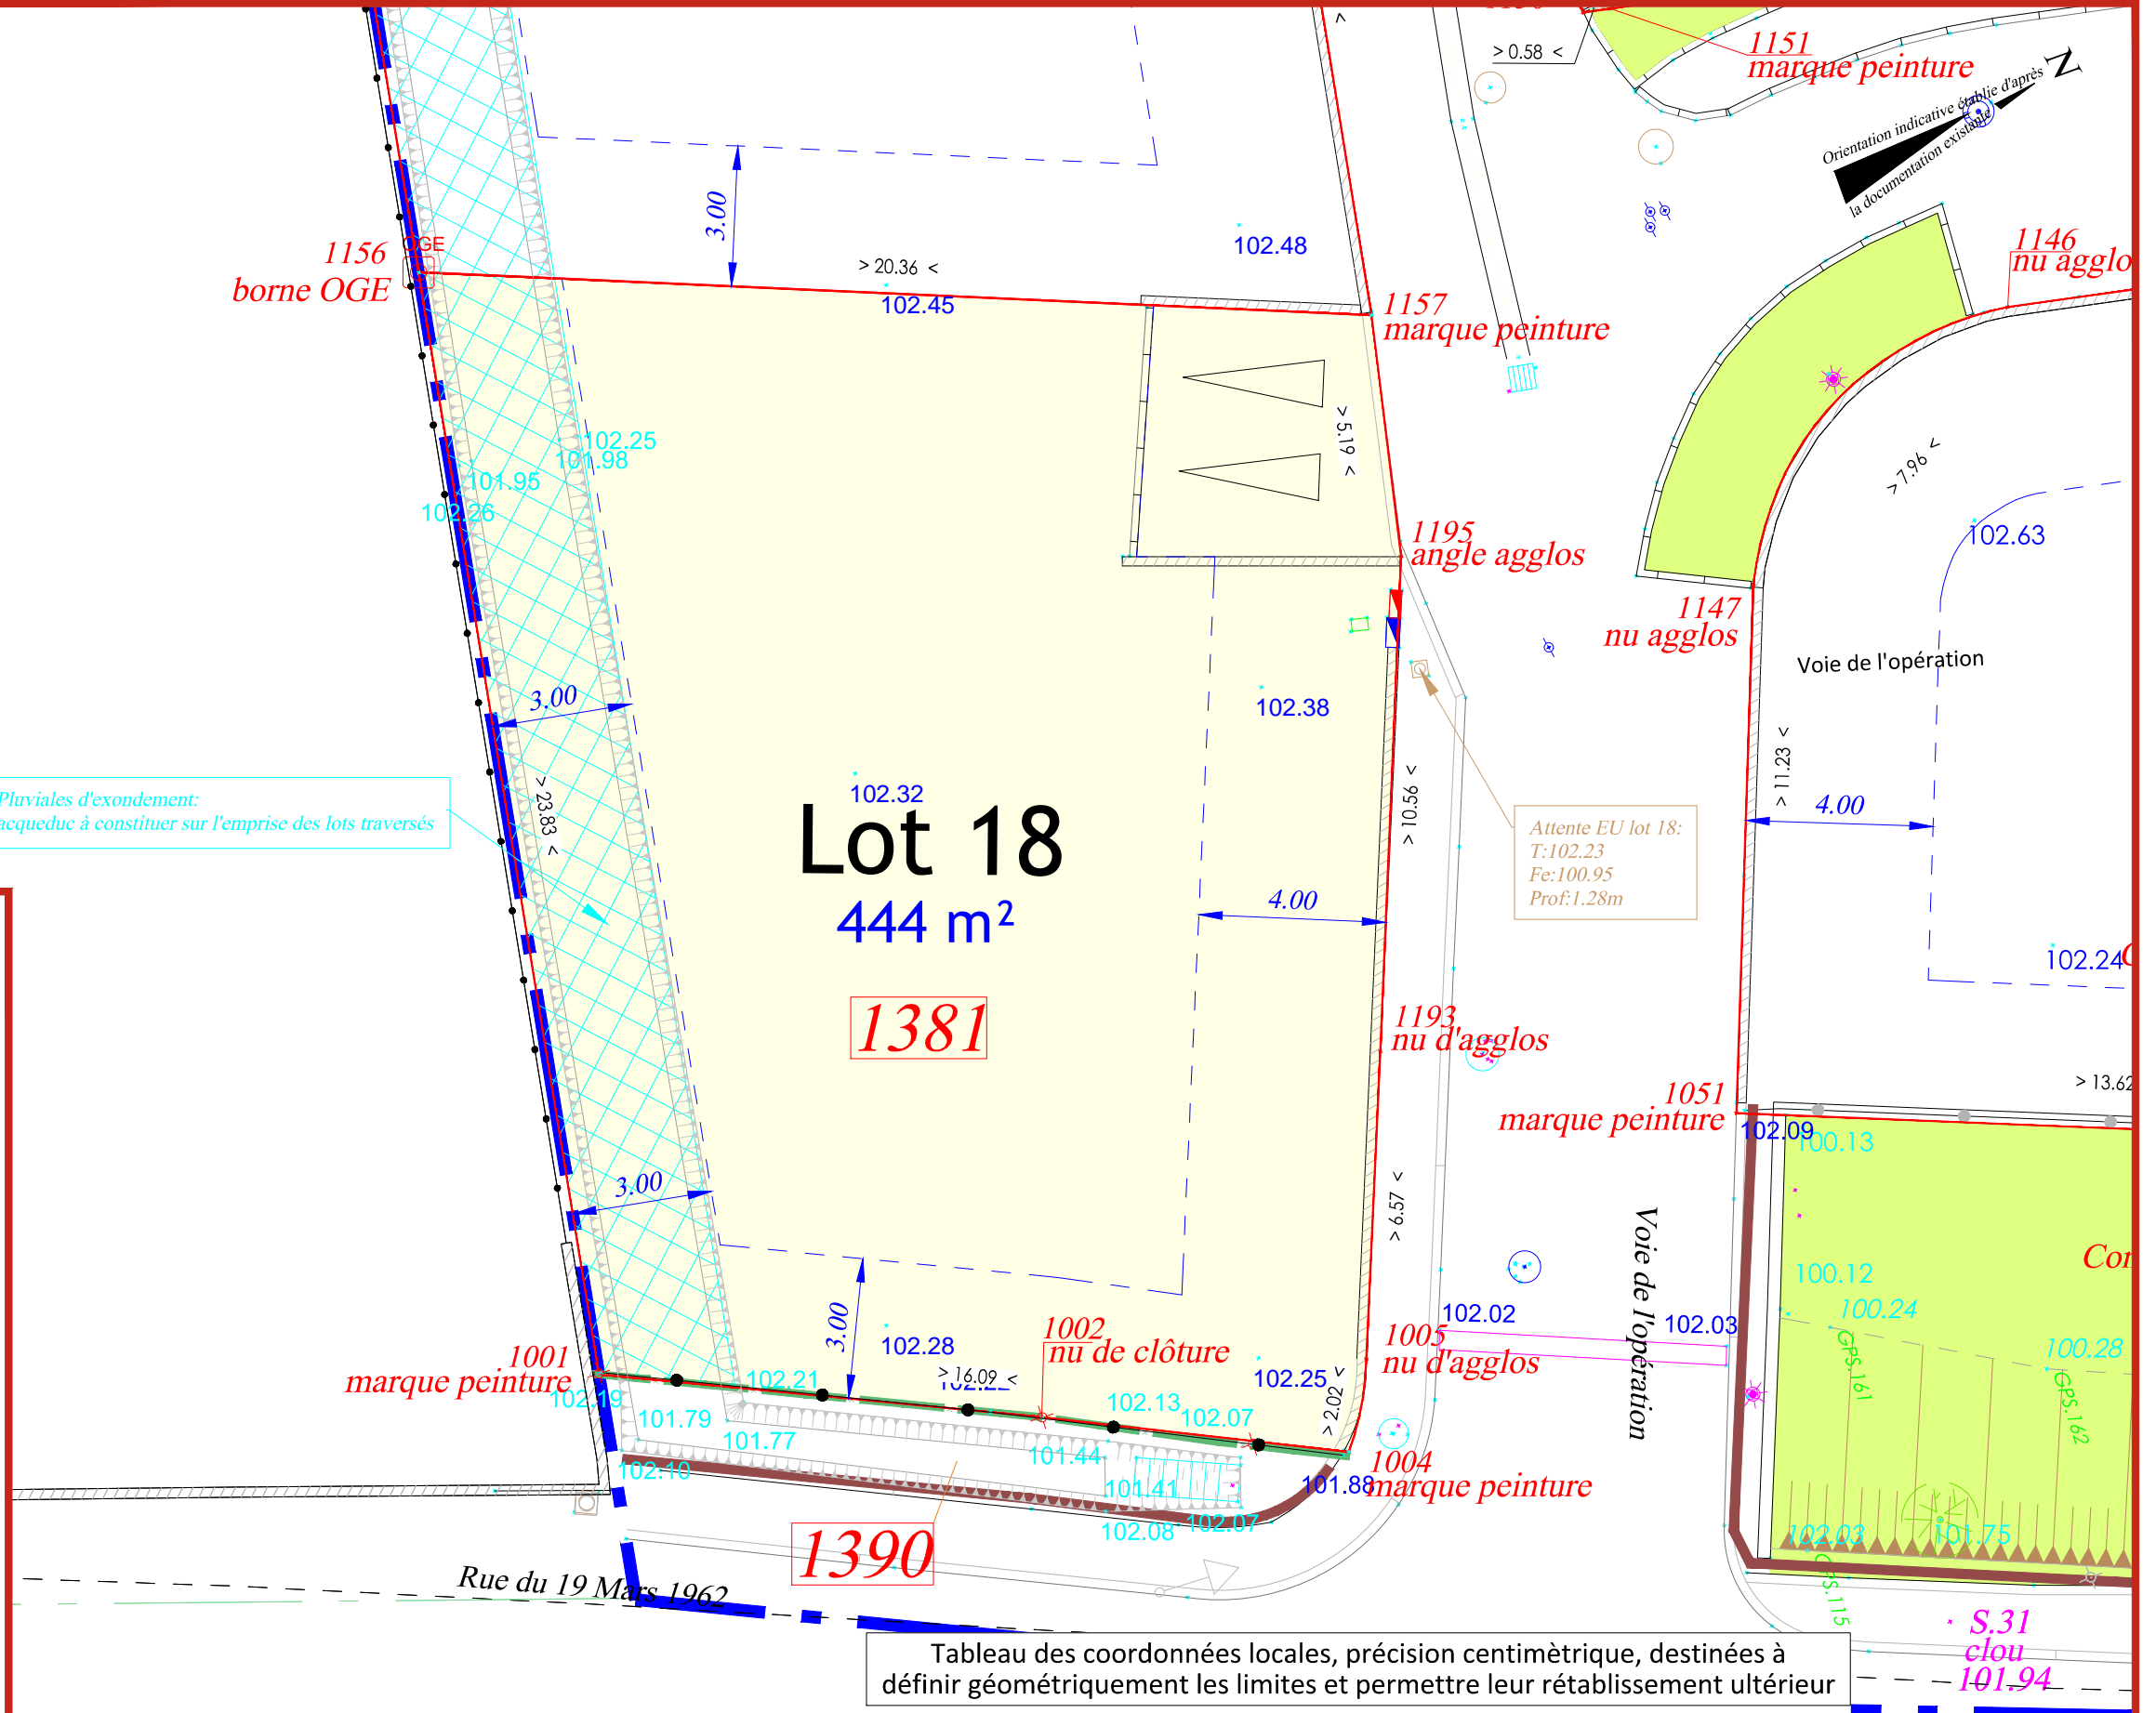 > 0.58 <
1151
marque peinture
N
Orientation indicative établie d'après
la documentation existante
3.00
102.48
1156
OGE
borne OGE
> 20.36 <
102.45
1157
marque peinture
1146
nu agglo
> 5.19 <
102.25
101.98
101.95
102.26
> 7.96 <
102.63
1195
angle agglos
1147
nu agglos
Voie de l'opération
3.00
102.38
> 11.23 <
4.00
Pluviales d'exondement:
acqueduc à constituer sur l'emprise des lots traversés
> 23.83 <
102.32
Lot 18
444 m²
> 10.56 <
4.00
Attente EU lot 18:
T:102.23
Fe:100.95
Prof:1.28m
102.24
1381
1193
nu d'agglos
1051
marque peinture
> 13.62
102.09
100.13
3.00
> 6.57 <
Voie de l'opération
Con
100.12
100.24
100.28
GPS.161
GPS.162
3.00
102.28
1002
nu de clôture
102.02
102.03
1005
nu d'agglos
1001
marque peinture
102.19
102.21
> 16.09 <
102.25
> 2.02 <
102.13
102.07
101.79
101.77
101.44
101.41
102.10
101.88
1004
marque peinture
102.08
102.07
1390
102.03
101.75
GPS.115
Rue du 19 Mars 1962
S.31
clou
101.94
Tableau des coordonnées locales, précision centimètrique, destinées à
définir géométriquement les limites et permettre leur rétablissement ultérieur